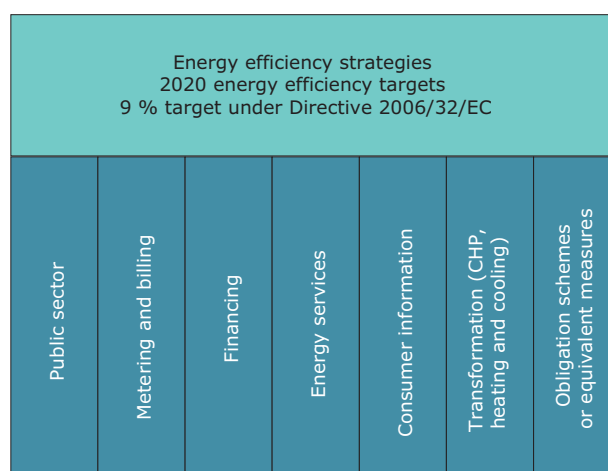 Energy efficiency strategies
2020 energy efficiency targets
9 % target under Directive 2006/32/EC
Public sector
Metering and billing
Financing
Energy services
Consumer information
Transformation (CHP,
heating and cooling)
Obligation schemes
or equivalent measures